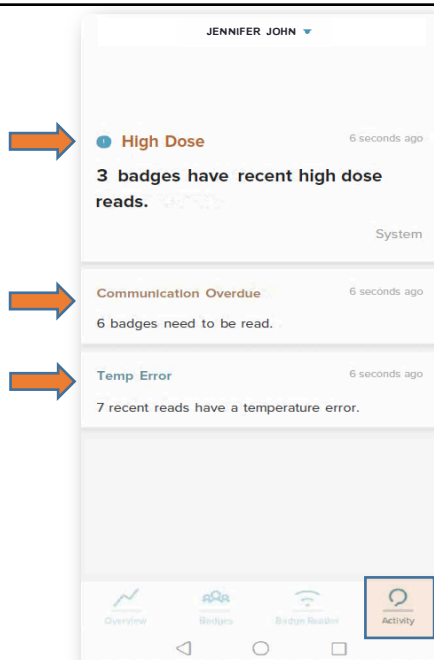 JENNIFER JOHN
High Dose
6 seconds ago
3 badges have recent high dose
reads.
System
Communication Overdue
6 seconds ago
6 badges need to be read.
Temp Error
6 seconds ago
7 recent reads have a temperature error.
Overview
Badges
Badge Reader
Activity